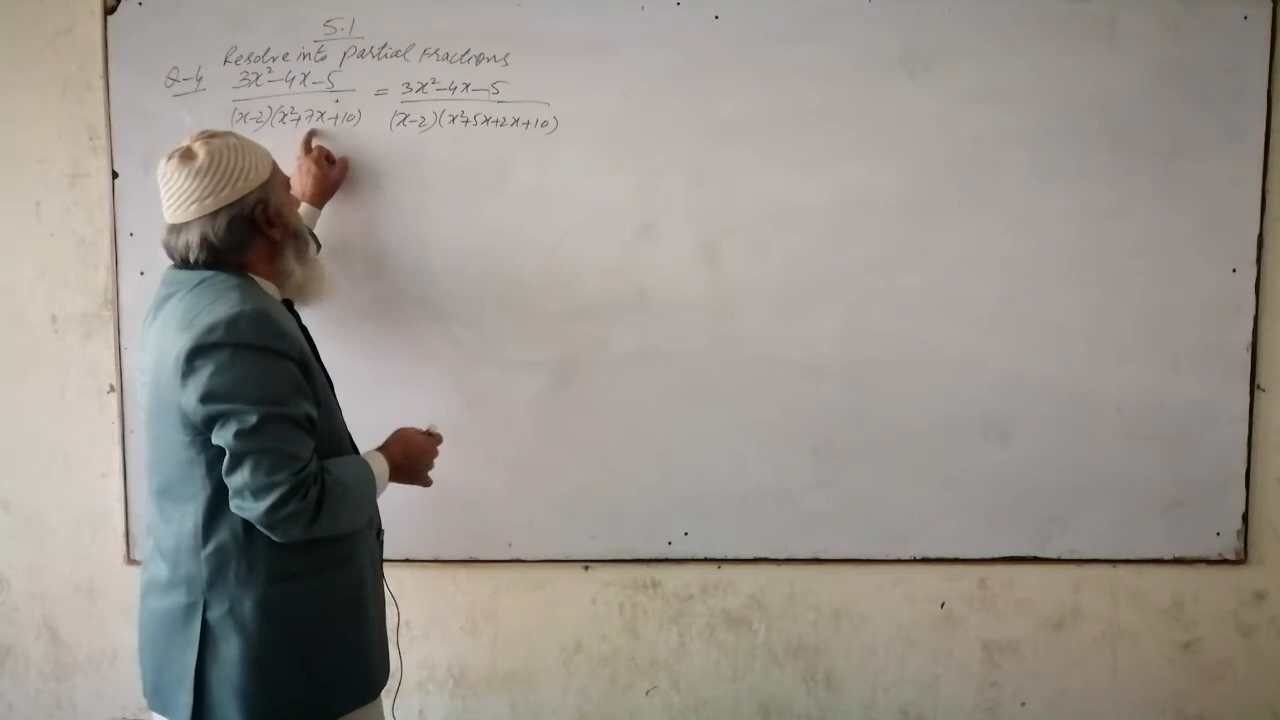 5.1
Resolve into Partial Fractions
Q-4 3x²-4x-5 / (x-2)(x²+7x+10) = 3x²-4x-5 / (x-2)(x²+5x+2x+10)